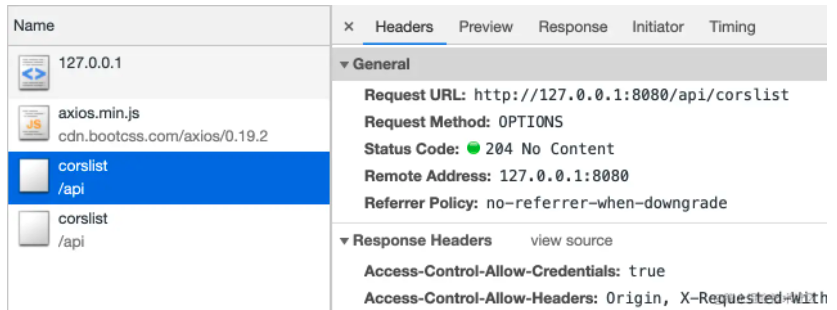 Name
127.0.0.1
axios.min.js
cdn.bootcss.com/axios/0.19.2
corslist
/api
corslist
/api
× Headers Preview Response Initiator Timing
▼ General
Request URL: http://127.0.0.1:8080/api/corslist
Request Method: OPTIONS
Status Code: 204 No Content
Remote Address: 127.0.0.1:8080
Referrer Policy: no-referrer-when-downgrade
▼ Response Headers view source
Access-Control-Allow-Credentials: true
Access-Control-Allow-Headers: Origin, X-Requested-With